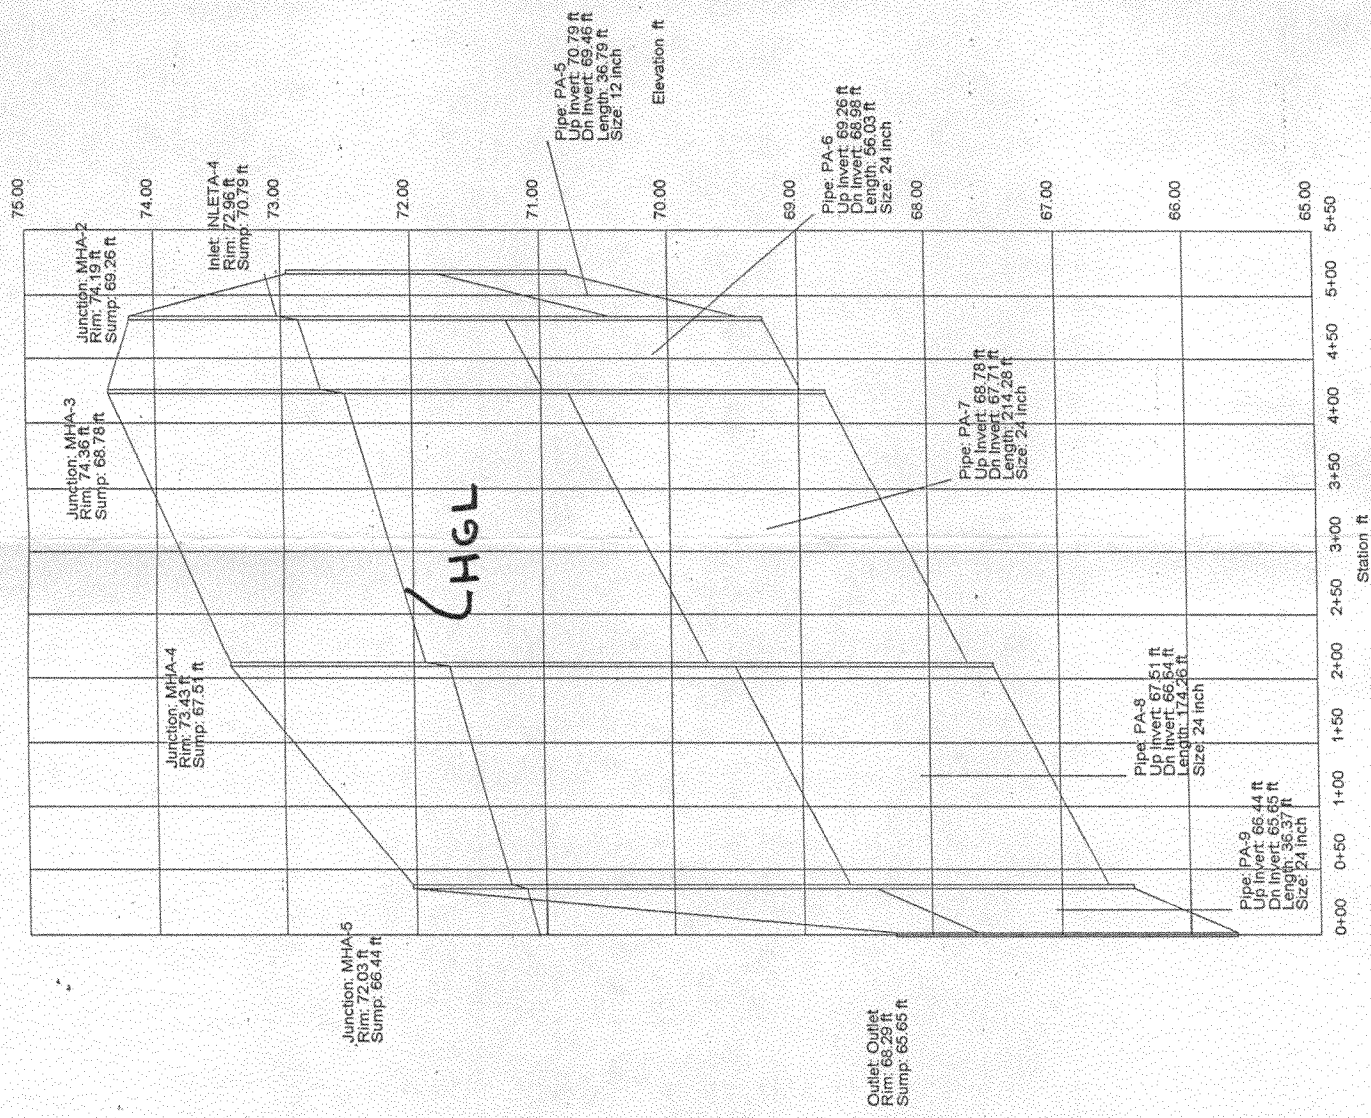 Junction: MHA-5
Rim: 72.03 ft
Sump: 66.44 ft
Junction: MHA-4
Rim: 73.43 ft
Sump: 67.51 ft
Junction: MHA-3
Rim: 74.36 ft
Sump: 68.78 ft
Junction: MHA-2
Rim: 74.19 ft
Sump: 69.26 ft
Inlet: INLETA-4
Rim: 72.96 ft
Sump: 70.79 ft
75.00
74.00
73.00
72.00
71.00
70.00
69.00
68.00
67.00
66.00
65.00
Elevation ft
HGL
Pipe: PA-5
Up Invert: 70.79 ft
Dn Invert: 69.46 ft
Length: 36.79 ft
Size: 12 inch
Pipe: PA-6
Up Invert: 69.26 ft
Dn Invert: 68.98 ft
Length: 56.03 ft
Size: 24 inch
Pipe: PA-7
Up Invert: 68.78 ft
Dn Invert: 67.71 ft
Length: 214.28 ft
Size: 24 inch
Pipe: PA-8
Up Invert: 67.51 ft
Dn Invert: 66.64 ft
Length: 174.26 ft
Size: 24 inch
Pipe: PA-9
Up Invert: 66.44 ft
Dn Invert: 65.65 ft
Length: 36.37 ft
Size: 24 inch
Outlet: Outlet
Rim: 68.29 ft
Sump: 65.65 ft
0+00
0+50
1+00
1+50
2+00
2+50
3+00
3+50
4+00
4+50
5+00
5+50
Station ft